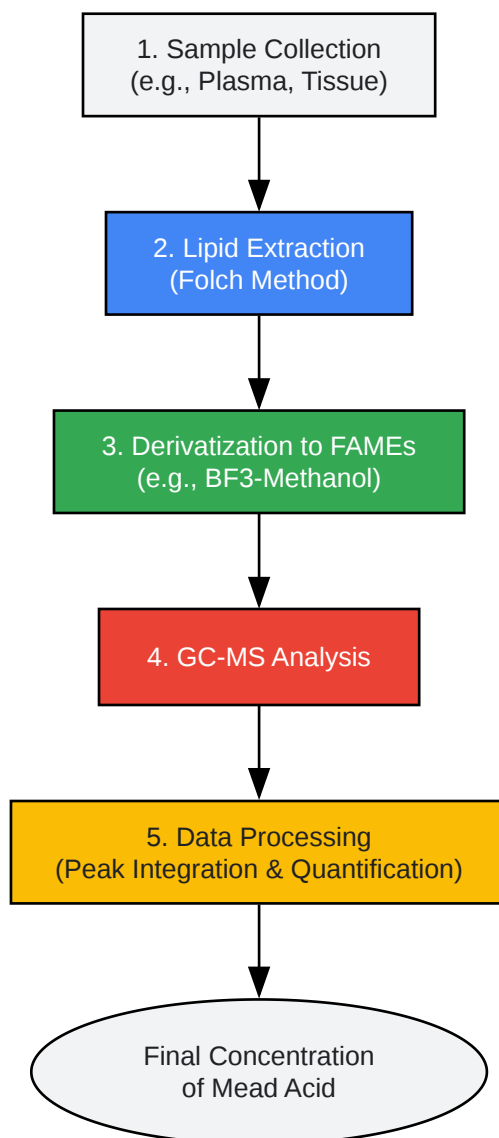 1. Sample Collection
(e.g., Plasma, Tissue)
2. Lipid Extraction
(Folch Method)
3. Derivatization to FAMEs
(e.g., BF3-Methanol)
4. GC-MS Analysis
5. Data Processing
(Peak Integration & Quantification)
Final Concentration
of Mead Acid